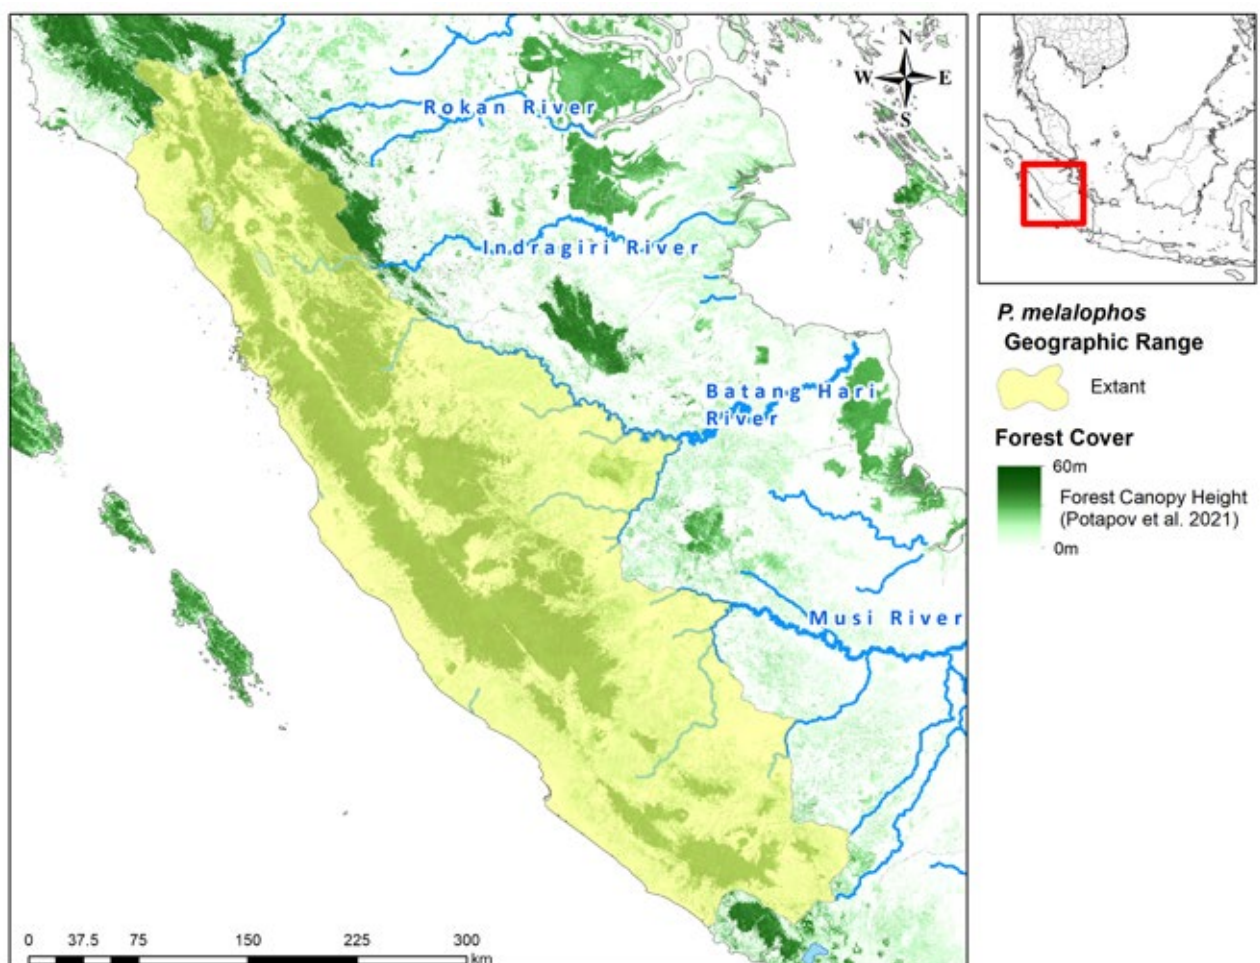 N
W E
S
Rokan River
Indragiri River
Batang Hari
River
Musi River
0 37.5 75 150 225 300
km
P. melalophos
Geographic Range
Extant
Forest Cover
60m
Forest Canopy Height
(Potapov et al. 2021)
0m